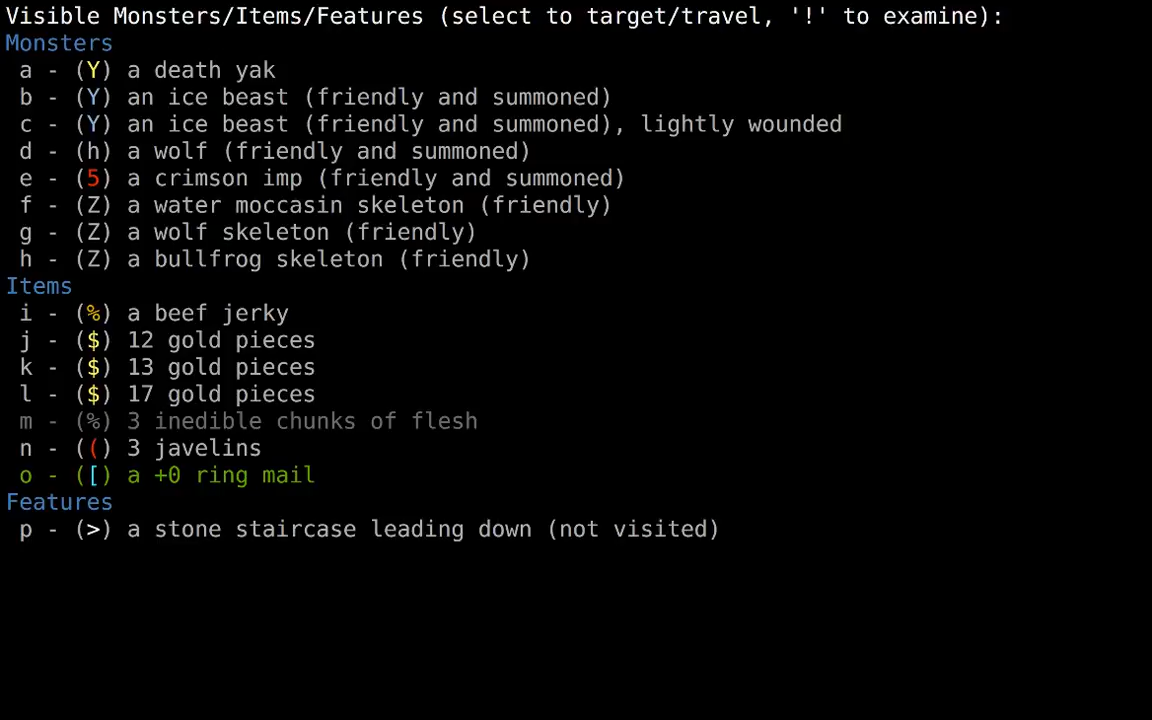 Visible Monsters/Items/Features (select to target/travel, '!' to examine):
Monsters
a - (Y) a death yak
b - (Y) an ice beast (friendly and summoned)
c - (Y) an ice beast (friendly and summoned), lightly wounded
d - (h) a wolf (friendly and summoned)
e - (5) a crimson imp (friendly and summoned)
f - (Z) a water moccasin skeleton (friendly)
g - (Z) a wolf skeleton (friendly)
h - (Z) a bullfrog skeleton (friendly)
Items
i - (%) a beef jerky
j - ($) 12 gold pieces
k - ($) 13 gold pieces
l - ($) 17 gold pieces
m - (%) 3 inedible chunks of flesh
n - (() 3 javelins
o - ([) a +0 ring mail
Features
p - (>) a stone staircase leading down (not visited)